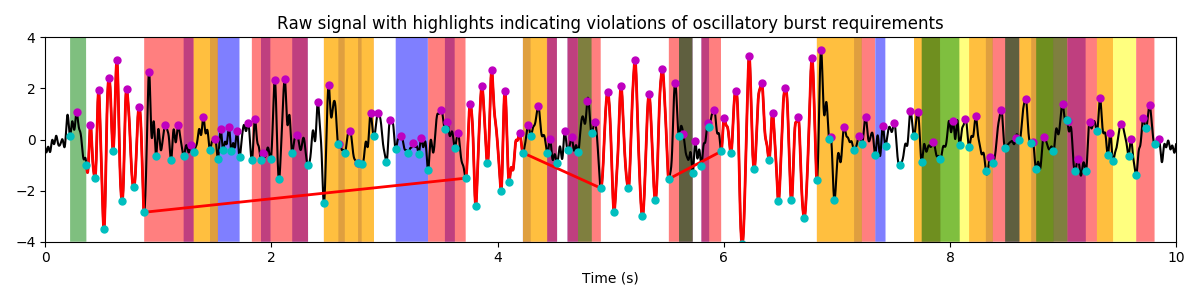 Raw signal with highlights indicating violations of oscillatory burst requirements
4
2
0
−2
−4
0 2 4 6 8 10
Time (s)